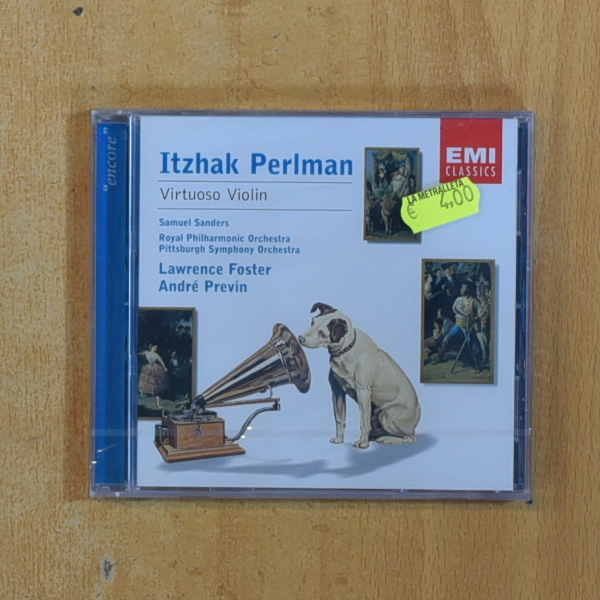 "encore"
Itzhak Perlman
Virtuoso Violin
Samuel Sanders
Royal Philharmonic Orchestra
Pittsburgh Symphony Orchestra
Lawrence Foster
André Previn
EMI
CLASSICS
LA METRALLETA
€ 4,00